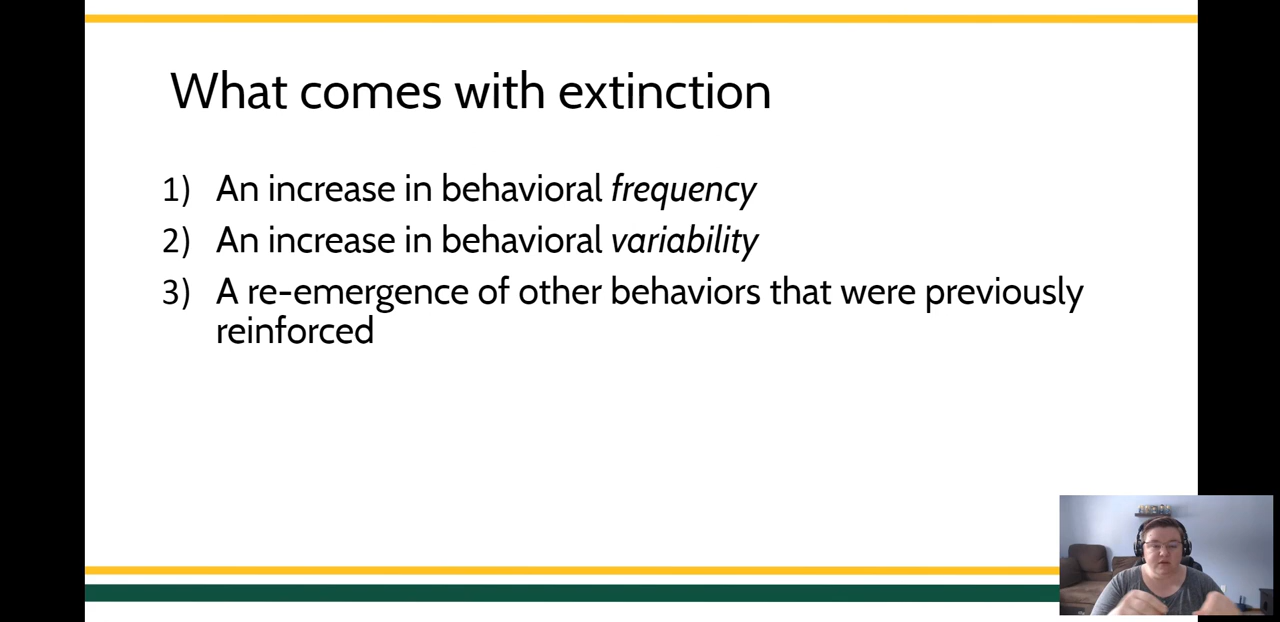 What comes with extinction
1) An increase in behavioral frequency
2) An increase in behavioral variability
3) A re-emergence of other behaviors that were previously
reinforced